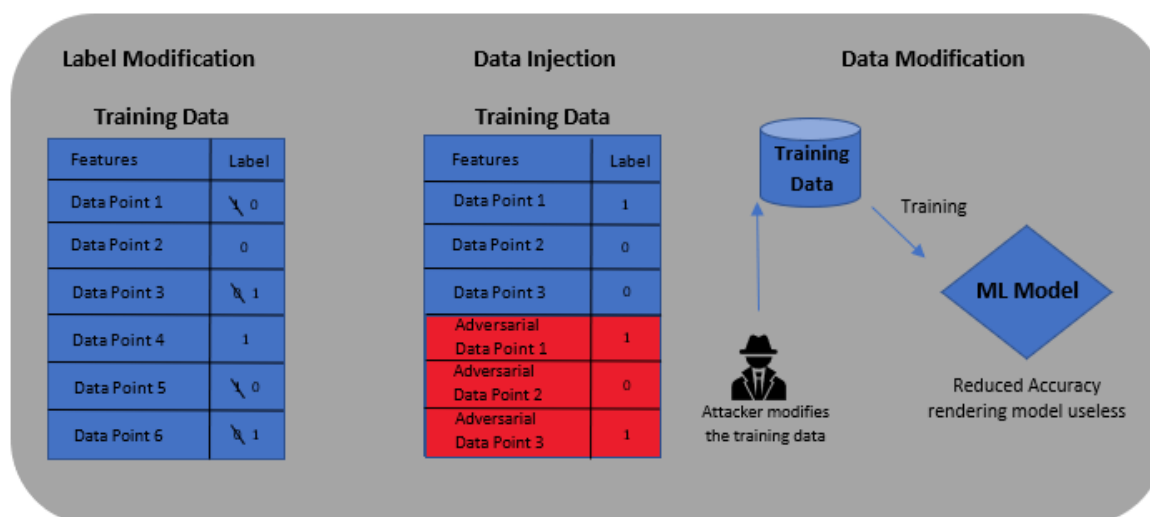 Label Modification
Training Data
Features Label
Data Point 1 1 0
Data Point 2 0
Data Point 3 0 1
Data Point 4 1
Data Point 5 1 0
Data Point 6 0 1
Data Injection
Training Data
Features Label
Data Point 1 1
Data Point 2 0
Data Point 3 0
Adversarial
Data Point 1 1
Adversarial
Data Point 2 0
Adversarial
Data Point 3 1
Data Modification
Training
Data
Training
ML Model
Attacker modifies
the training data
Reduced Accuracy
rendering model useless